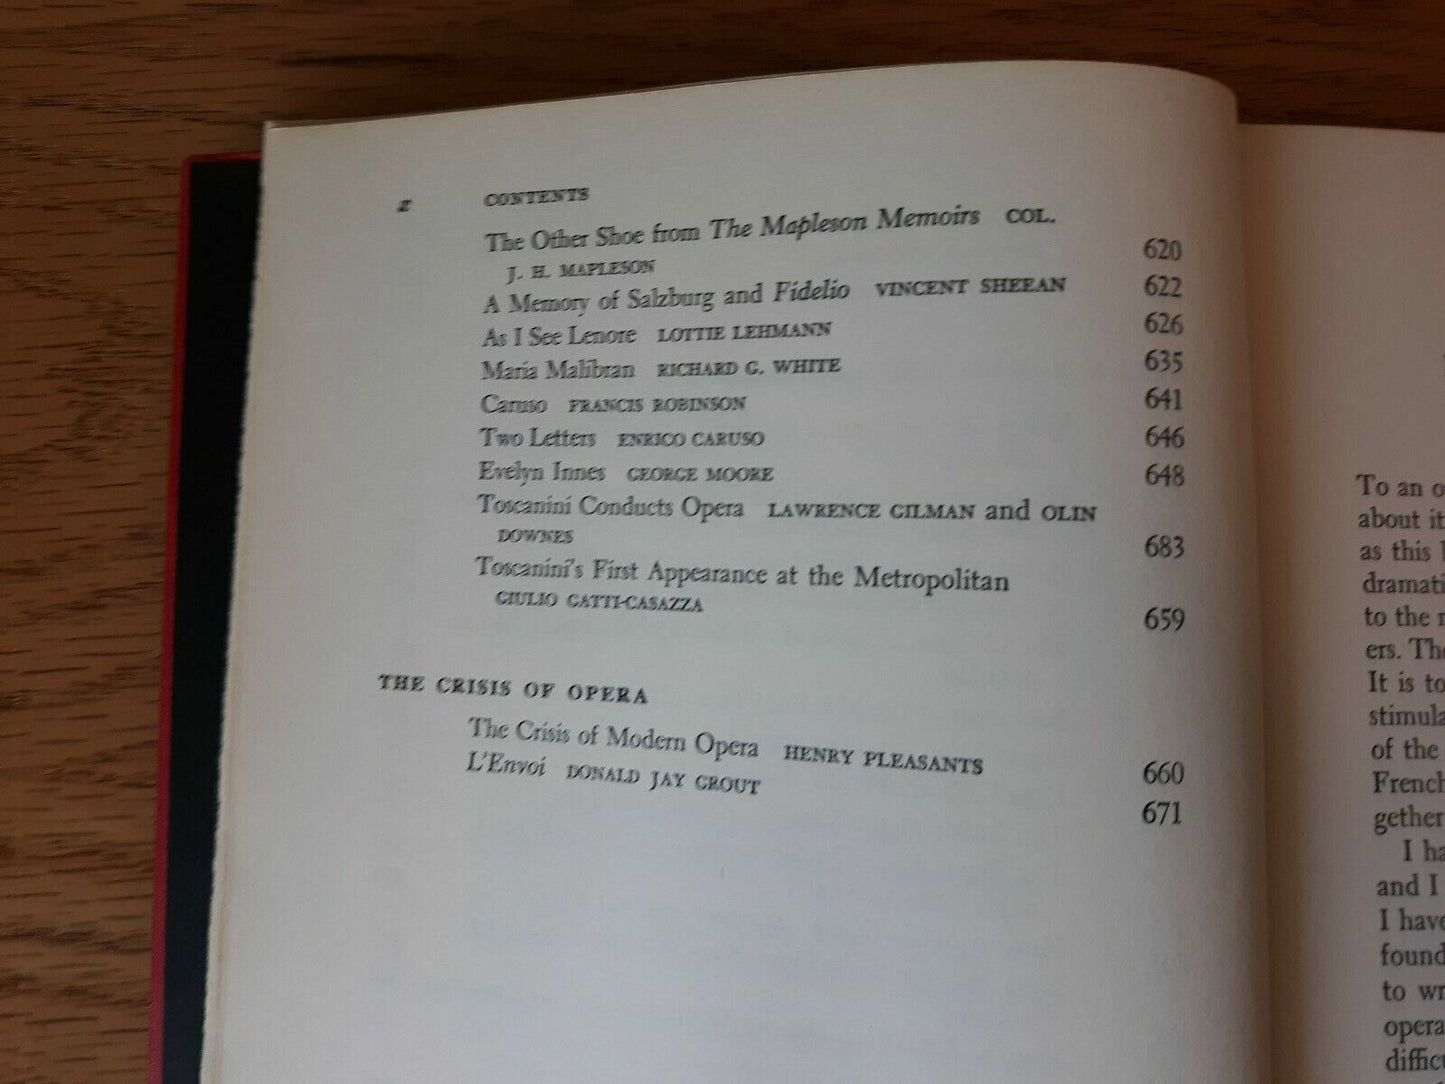 x CONTENTS
The Other Shoe from The Mapleson Memoirs COL.
J. H. MAPLESON 620
A Memory of Salzburg and Fidelio VINCENT SHEEAN 622
As I See Lenore LOTTIE LEHMANN 626
Maria Malibran RICHARD G. WHITE 635
Caruso FRANCIS ROBINSON 641
Two Letters ENRICO CARUSO 646
Evelyn Innes GEORGE MOORE 648
Toscanini Conducts Opera LAWRENCE GILMAN and OLIN
DOWNES 683
Toscanini's First Appearance at the Metropolitan
GIULIO GATTI-CASAZZA 659
THE CRISIS OF OPERA
The Crisis of Modern Opera HENRY PLEASANTS 660
L'Envoi DONALD JAY GROUT 671
To an
about it
as this
dramati
to the
ers. Th
It is to
stimula
of the
French
gether
I ha
and I
I have
found
to wr
opera
difficu